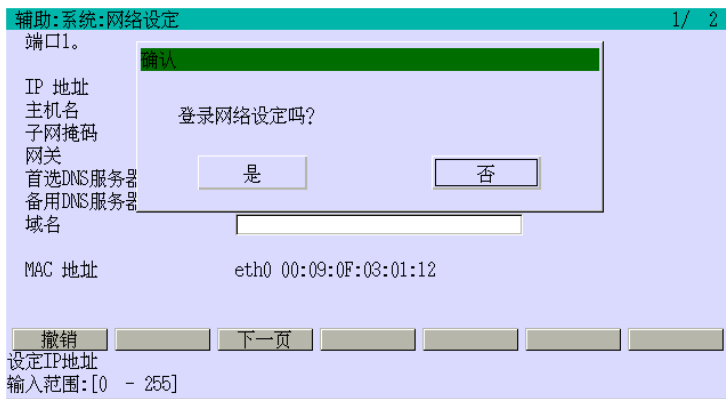 辅助:系统:网络设定 1/ 2
端口1。
确认
IP 地址
主机名
登录网络设定吗?
子网掩码
网关
是 否
首选DNS服务器
备用DNS服务器
域名
MAC 地址 eth0 00:09:0F:03:01:12
撤销 下一页
设定IP地址
输入范围:[0 - 255]